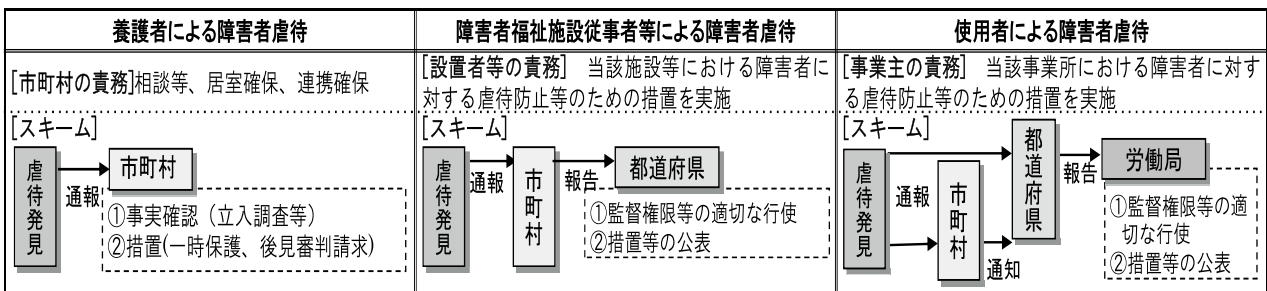 養護者による障害者虐待
[市町村の責務]相談等、居室確保、連携確保
[スキーム]
虐待発見
通報
市町村
①事実確認（立入調査等）
②措置(一時保護、後見審判請求)
障害者福祉施設従事者等による障害者虐待
[設置者等の責務]　当該施設等における障害者に
対する虐待防止等のための措置を実施
[スキーム]
虐待発見
通報
市町村
報告
都道府県
①監督権限等の適切な行使
②措置等の公表
使用者による障害者虐待
[事業主の責務]　当該事業所における障害者に対す
る虐待防止等のための措置を実施
[スキーム]
虐待発見
通報
市町村
通知
都道府県
報告
労働局
①監督権限等の適
切な行使
②措置等の公表